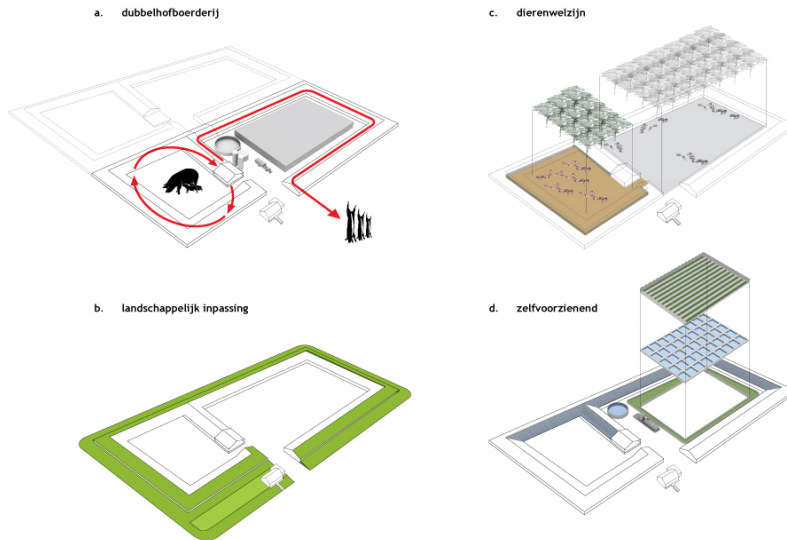 a. dubbelhofboerderij
c. dierenwelzijn
b. landschappelijk inpassing
d. zelfvoorzienend